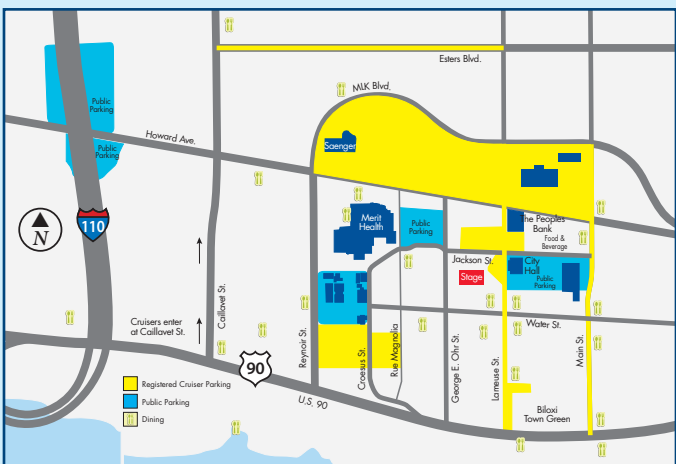 Esters Blvd.
MLK Blvd.
Public
Parking
Howard Ave.
Public
Parking
Saenger
110
N
Merit
Health
Public
Parking
The Peoples
Bank
Food &
Beverage
Jackson St.
Stage
City
Hall
Public
Parking
Caillavet St.
Cruisers enter
at Caillavet St.
Reynoir St.
Croesus St.
Rue Magnolia
George E. Ohr St.
Lameuse St.
Water St.
Main St.
90
U.S. 90
Registered Cruiser Parking
Public Parking
Dining
Biloxi
Town Green